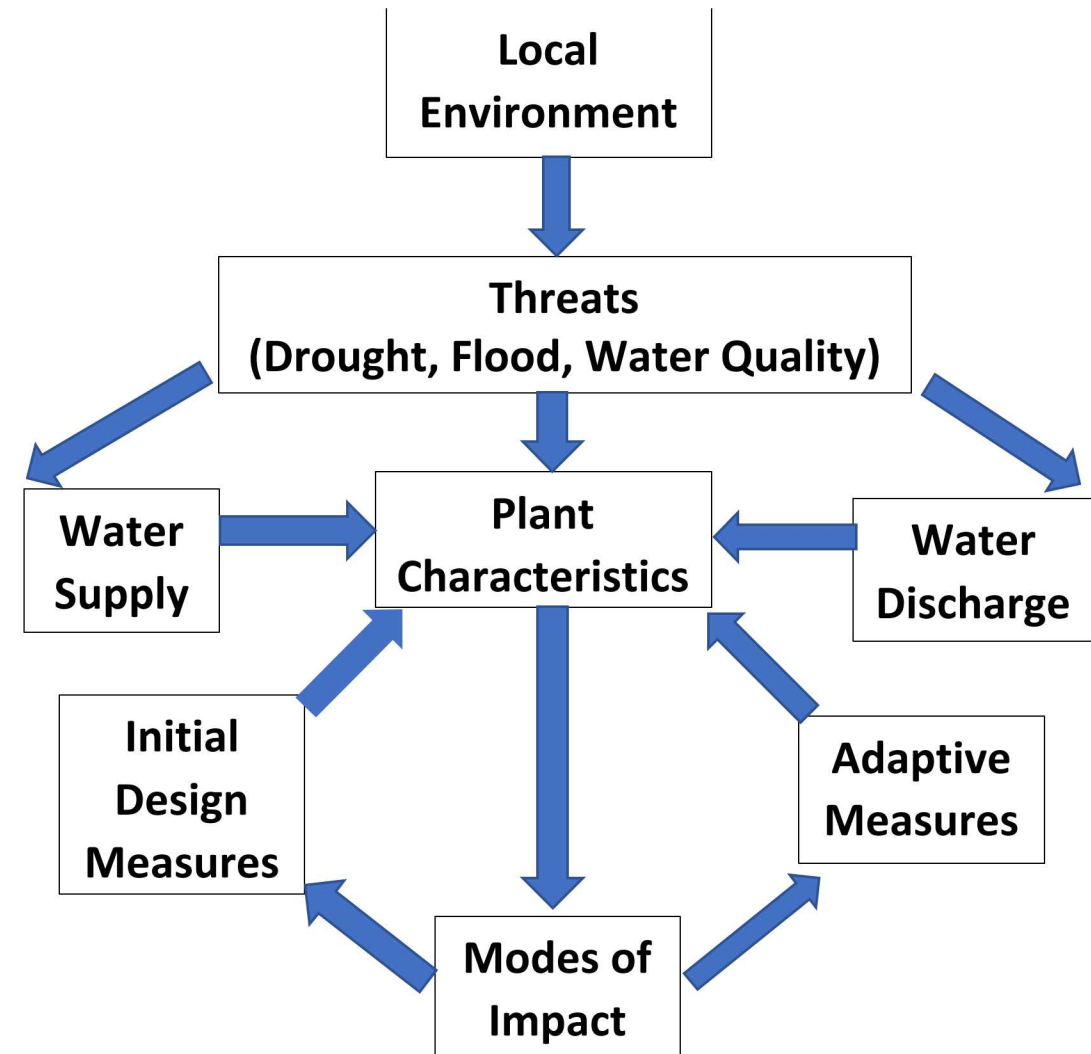 Local
Environment
Threats
(Drought, Flood, Water Quality)
Water
Supply
Plant
Characteristics
Water
Discharge
Initial
Design
Measures
Adaptive
Measures
Modes of
Impact